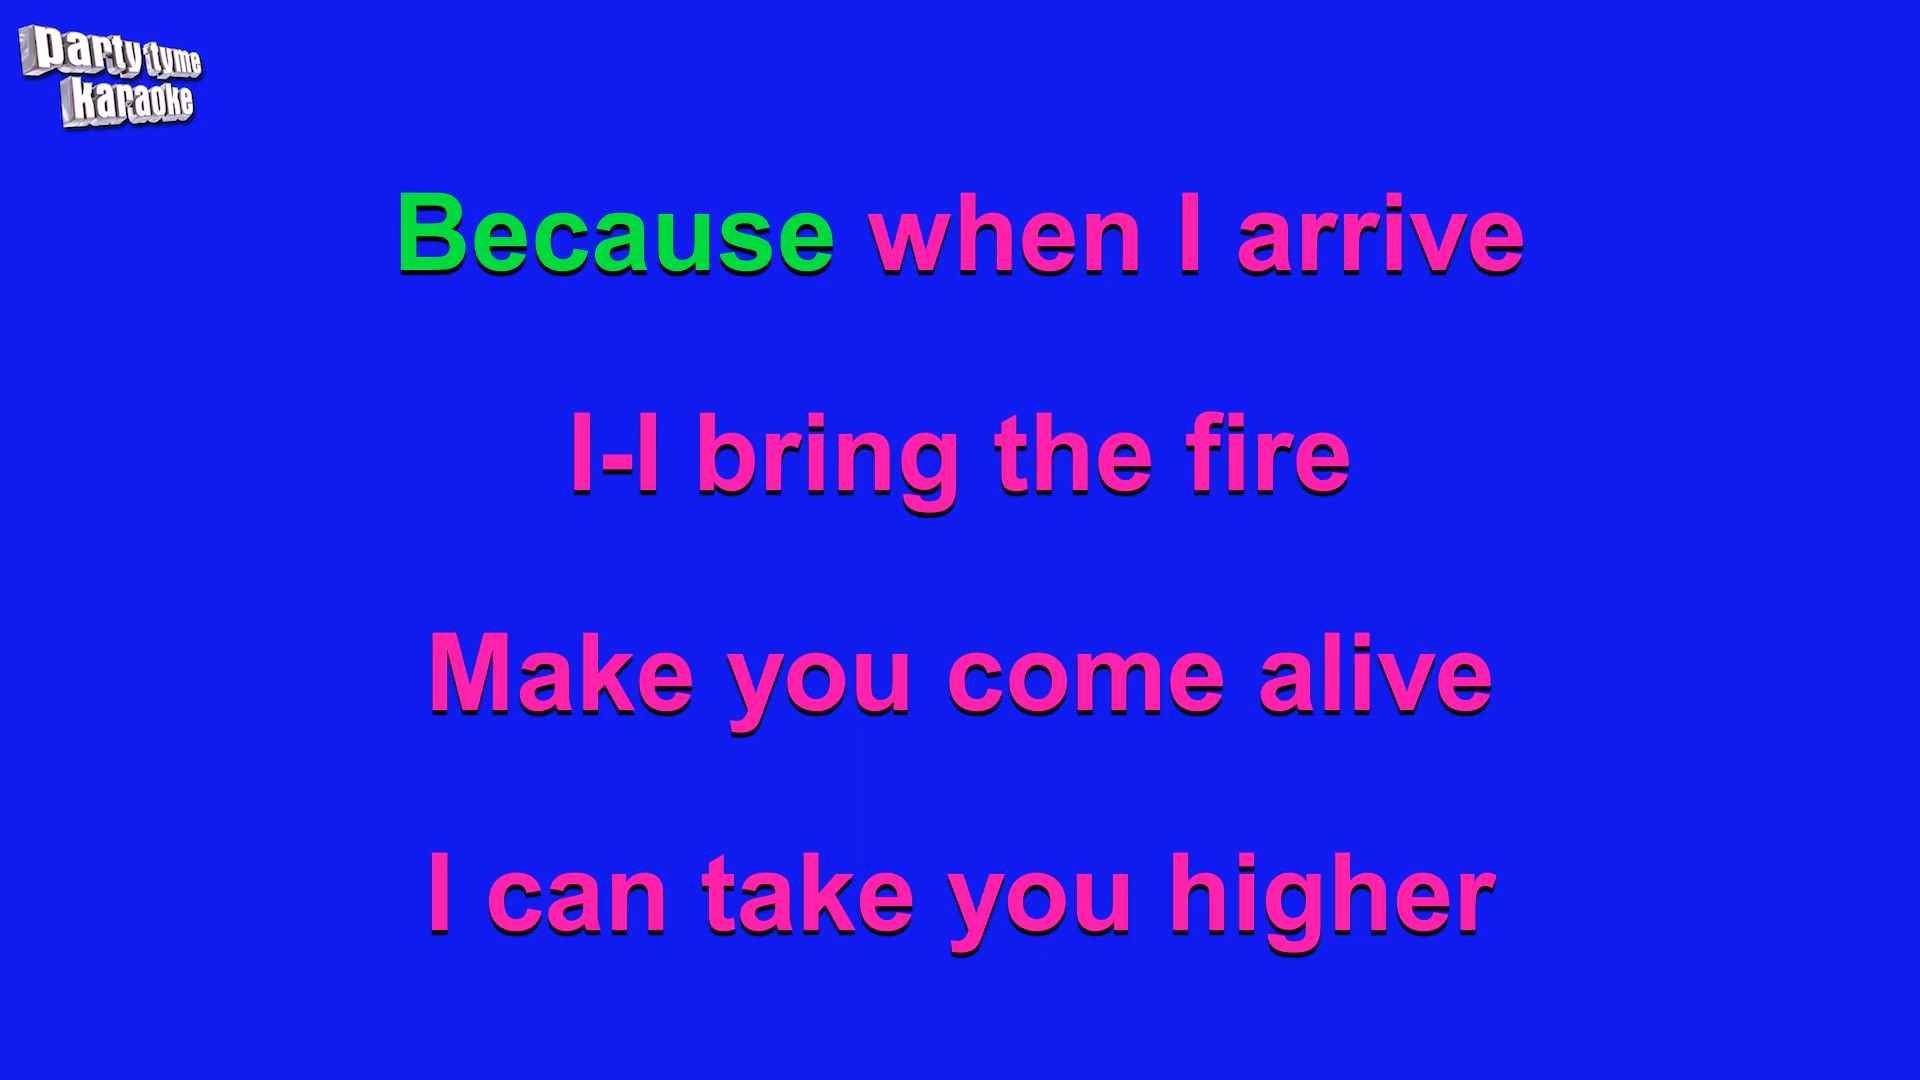 party tyme
karaoke
Because when I arrive
I-I bring the fire
Make you come alive
I can take you higher